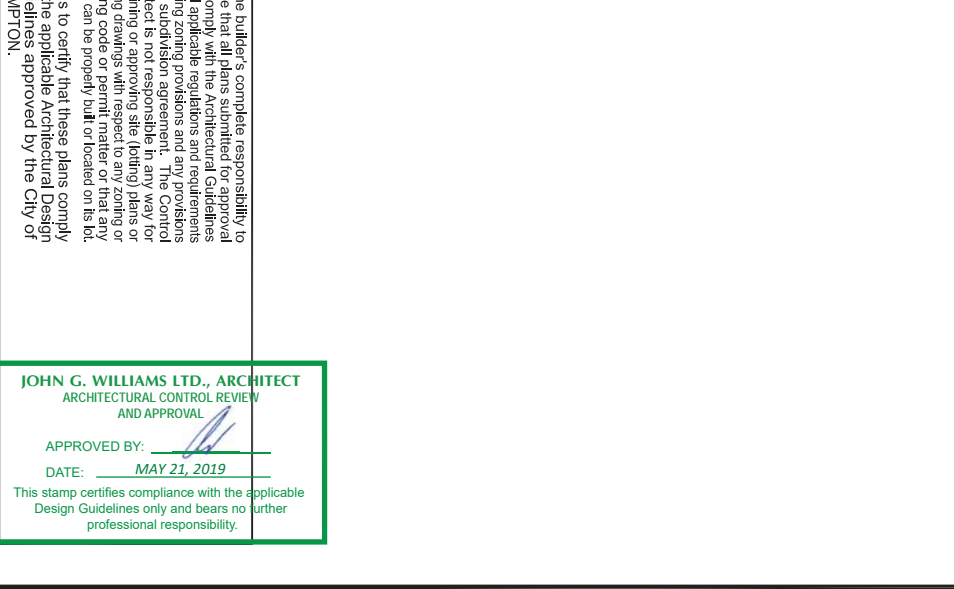 builder's complete responsibility to
e that all plans submitted for approval
omply with the Architectural Guidelines
l applicable regulations and requirements
ing zoning provisions and any provisions
subdivision agreement. The Control
ect is not responsible in any way for
ining or approving site (lotting) plans or
ng drawings with respect to any zoning or
ng code or permit matter or that any
can be properly built or located on its lot.
s to certify that these plans comply
he applicable Architectural Design
elines approved by the City of
MPTON.
JOHN G. WILLIAMS LTD., ARCHITECT
ARCHITECTURAL CONTROL REVIEW
AND APPROVAL
APPROVED BY:
DATE: MAY 21, 2019
This stamp certifies compliance with the applicable
Design Guidelines only and bears no further
professional responsibility.